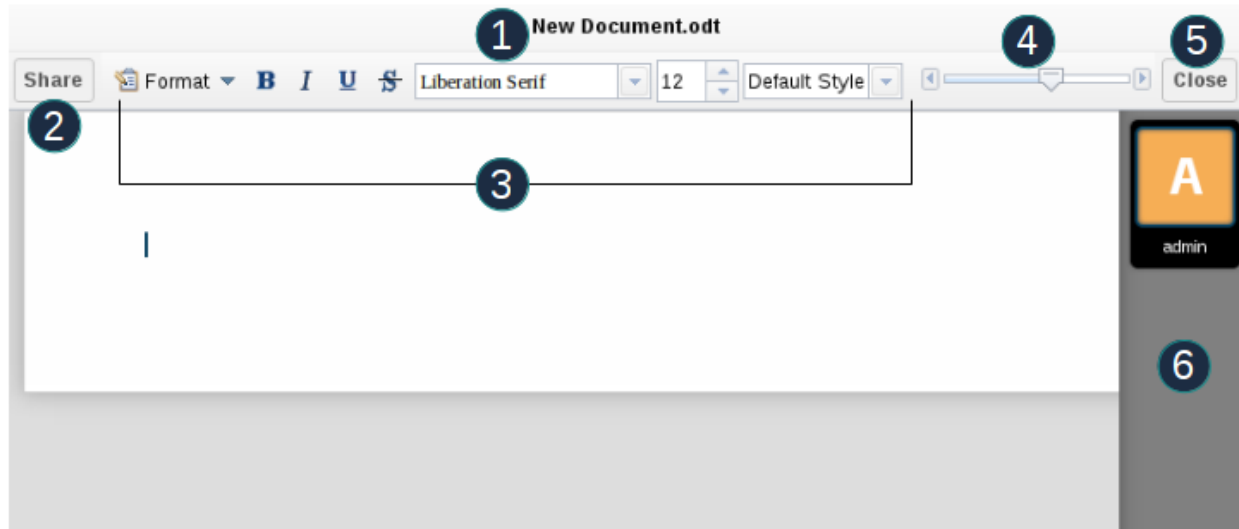 1 New Document.odt
4
5
Share Format B I U S Liberation Serif 12 Default Style Close
2
3
A
admin
6